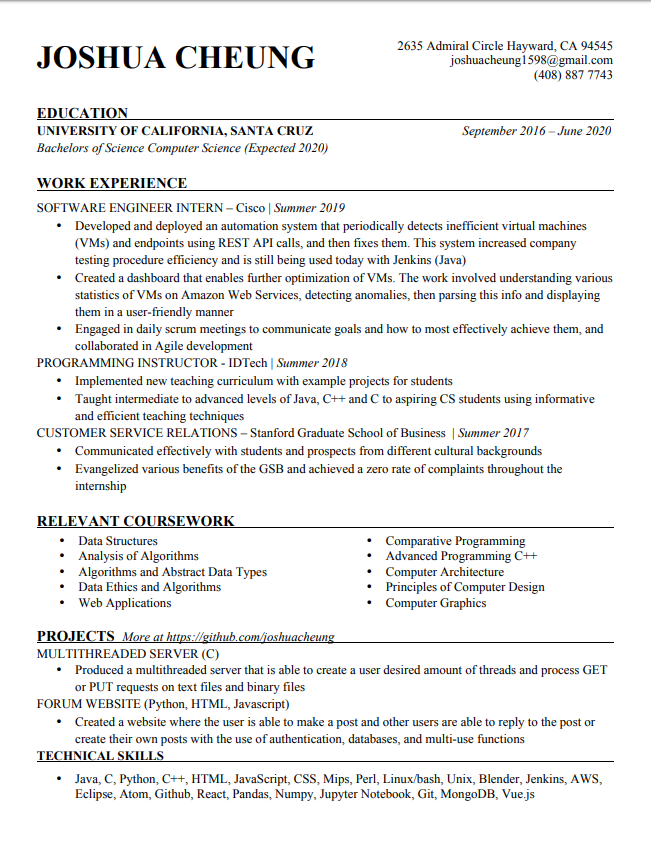 JOSHUA CHEUNG
2635 Admiral Circle Hayward, CA 94545
joshuacheung1598@gmail.com
(408) 887 7743
EDUCATION
UNIVERSITY OF CALIFORNIA, SANTA CRUZ September 2016 – June 2020
Bachelors of Science Computer Science (Expected 2020)
WORK EXPERIENCE
SOFTWARE ENGINEER INTERN – Cisco | Summer 2019
• Developed and deployed an automation system that periodically detects inefficient virtual machines
(VMs) and endpoints using REST API calls, and then fixes them. This system increased company
testing procedure efficiency and is still being used today with Jenkins (Java)
• Created a dashboard that enables further optimization of VMs. The work involved understanding various
statistics of VMs on Amazon Web Services, detecting anomalies, then parsing this info and displaying
them in a user-friendly manner
• Engaged in daily scrum meetings to communicate goals and how to most effectively achieve them, and
collaborated in Agile development
PROGRAMMING INSTRUCTOR - IDTech | Summer 2018
• Implemented new teaching curriculum with example projects for students
• Taught intermediate to advanced levels of Java, C++ and C to aspiring CS students using informative
and efficient teaching techniques
CUSTOMER SERVICE RELATIONS – Stanford Graduate School of Business | Summer 2017
• Communicated effectively with students and prospects from different cultural backgrounds
• Evangelized various benefits of the GSB and achieved a zero rate of complaints throughout the
internship
RELEVANT COURSEWORK
• Data Structures
• Analysis of Algorithms
• Algorithms and Abstract Data Types
• Data Ethics and Algorithms
• Web Applications
• Comparative Programming
• Advanced Programming C++
• Computer Architecture
• Principles of Computer Design
• Computer Graphics
PROJECTS More at https://github.com/joshuacheung
MULTITHREADED SERVER (C)
• Produced a multithreaded server that is able to create a user desired amount of threads and process GET
or PUT requests on text files and binary files
FORUM WEBSITE (Python, HTML, Javascript)
• Created a website where the user is able to make a post and other users are able to reply to the post or
create their own posts with the use of authentication, databases, and multi-use functions
TECHNICAL SKILLS
• Java, C, Python, C++, HTML, JavaScript, CSS, Mips, Perl, Linux/bash, Unix, Blender, Jenkins, AWS,
Eclipse, Atom, Github, React, Pandas, Numpy, Jupyter Notebook, Git, MongoDB, Vue.js